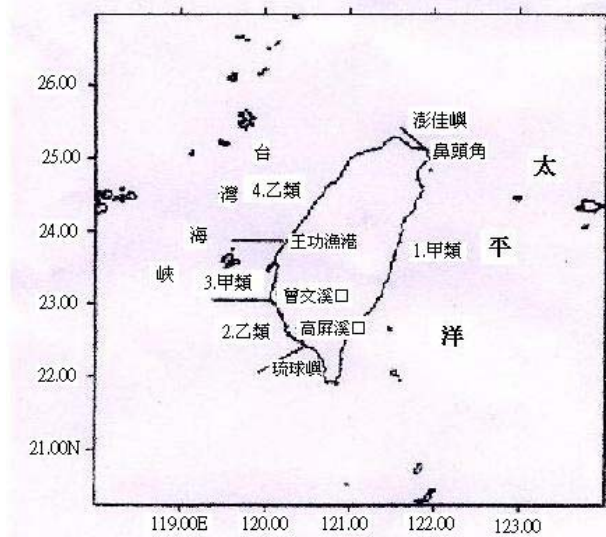 26.00
澎佳嶼
台
25.00
鼻頭角
太
灣
4.乙類
24.00
海
王功漁港
1.甲類
平
峽
3.甲類
23.00
曾文溪口
2.乙類
高屏溪口
洋
22.00
琉球嶼
21.00N
119.00E
120.00
121.00
122.00
123.00